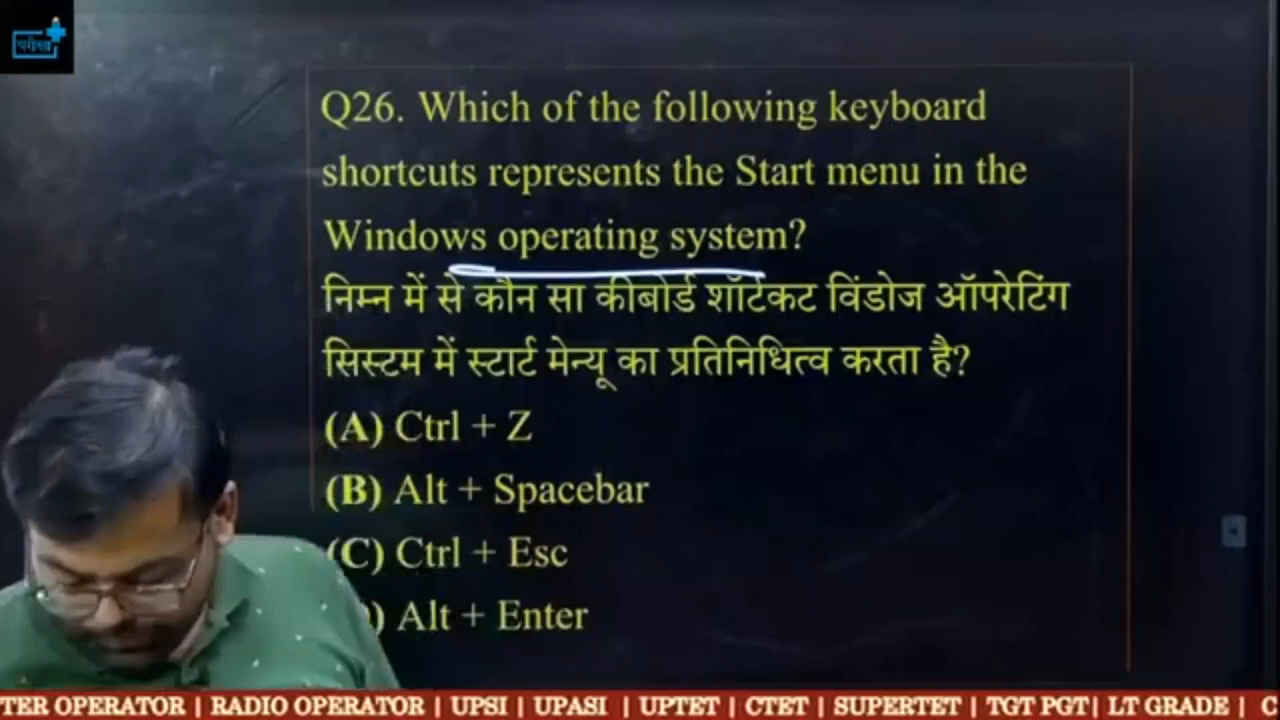 परीक्षा
Q26. Which of the following keyboard
shortcuts represents the Start menu in the
Windows operating system?
निम्न में से कौन सा कीबोर्ड शॉर्टकट विंडोज ऑपरेटिंग
सिस्टम में स्टार्ट मेन्यू का प्रतिनिधित्व करता है?
(A) Ctrl + Z
(B) Alt + Spacebar
(C) Ctrl + Esc
) Alt + Enter
TER OPERATOR | RADIO OPERATOR | UPSI | UPASI | UPTET | CTET | SUPERTET | TGT PGT| LT GRADE | C